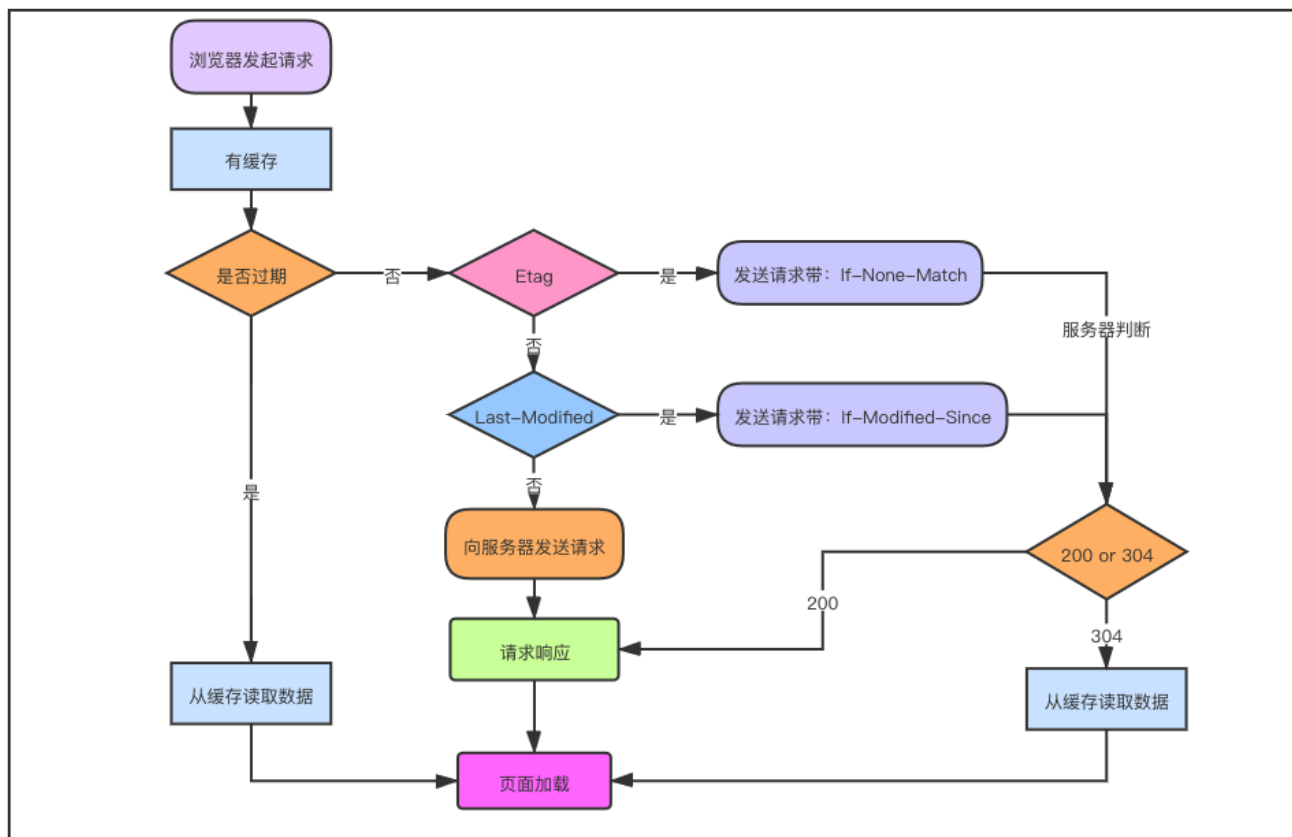 浏览器发起请求
有缓存
是否过期
否
Etag
是
发送请求带：If-None-Match
服务器判断
否
Last-Modified
是
发送请求带：If-Modified-Since
是
否
向服务器发送请求
200 or 304
200
304
请求响应
从缓存读取数据
从缓存读取数据
页面加载